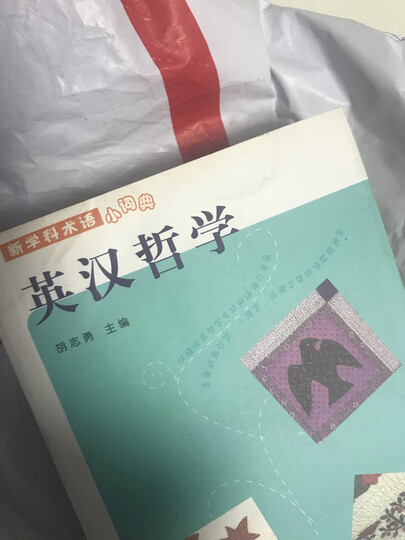 新学科术语小词典
英汉哲学
胡志勇 主编